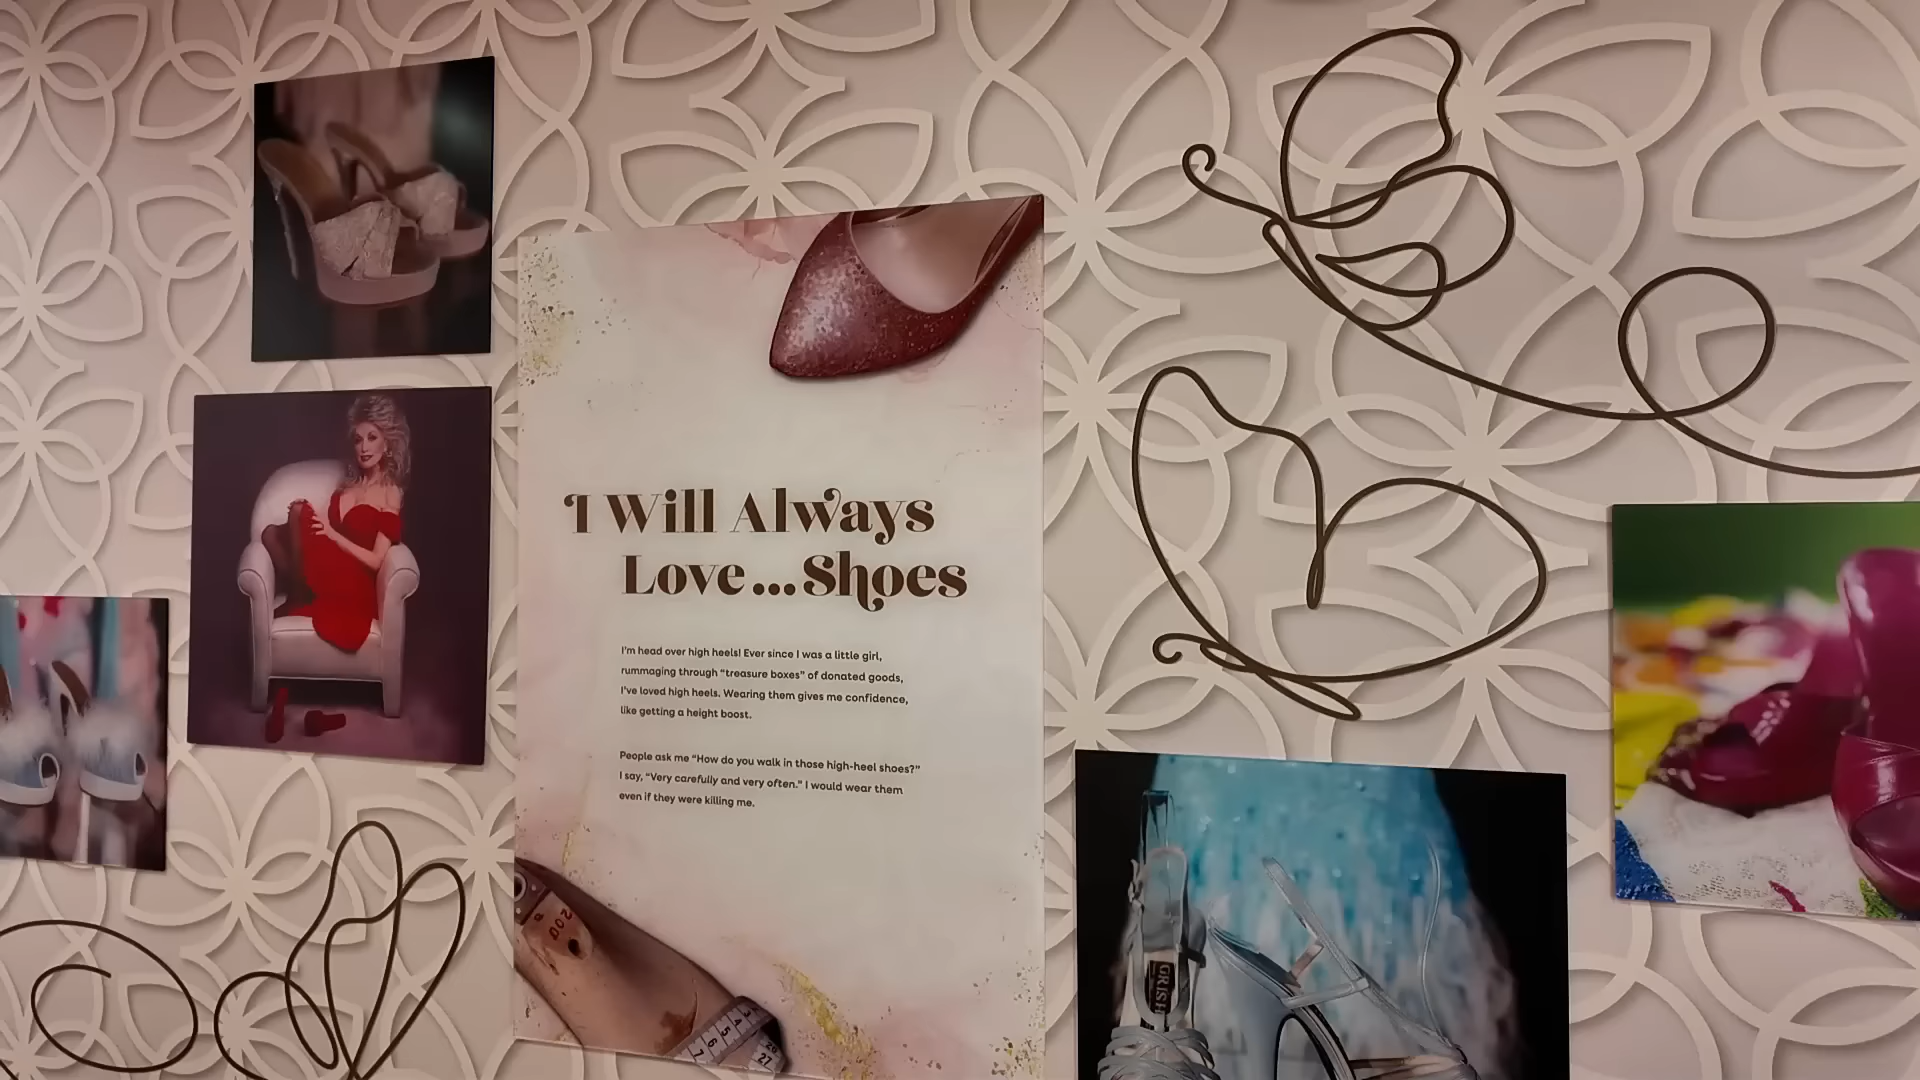 I Will Always
Love...Shoes
I'm head over high heels! Ever since I was a little girl,
rummaging through "treasure boxes" of donated goods,
I've loved high heels. Wearing them gives me confidence,
like getting a height boost.
People ask me "How do you walk in those high-heel shoes?"
I say, "Very carefully and very often." I would wear them
even if they were killing me.
200